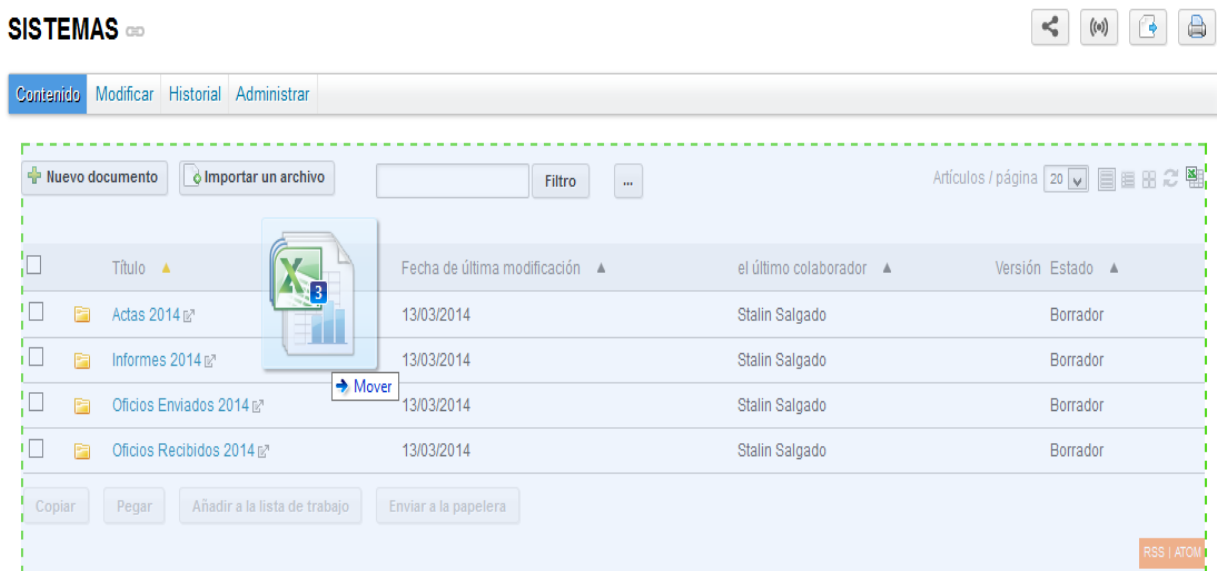 SISTEMAS
Contenido Modificar Historial Administrar
Nuevo documento Importar un archivo Filtro ... Artículos / página 20
Título Fecha de última modificación el último colaborador Versión Estado
Actas 2014 13/03/2014 Stalin Salgado Borrador
3
Informes 2014 13/03/2014 Stalin Salgado Borrador
Mover
Oficios Enviados 2014 13/03/2014 Stalin Salgado Borrador
Oficios Recibidos 2014 13/03/2014 Stalin Salgado Borrador
Copiar Pegar Añadir a la lista de trabajo Enviar a la papelera
RSS | ATOM